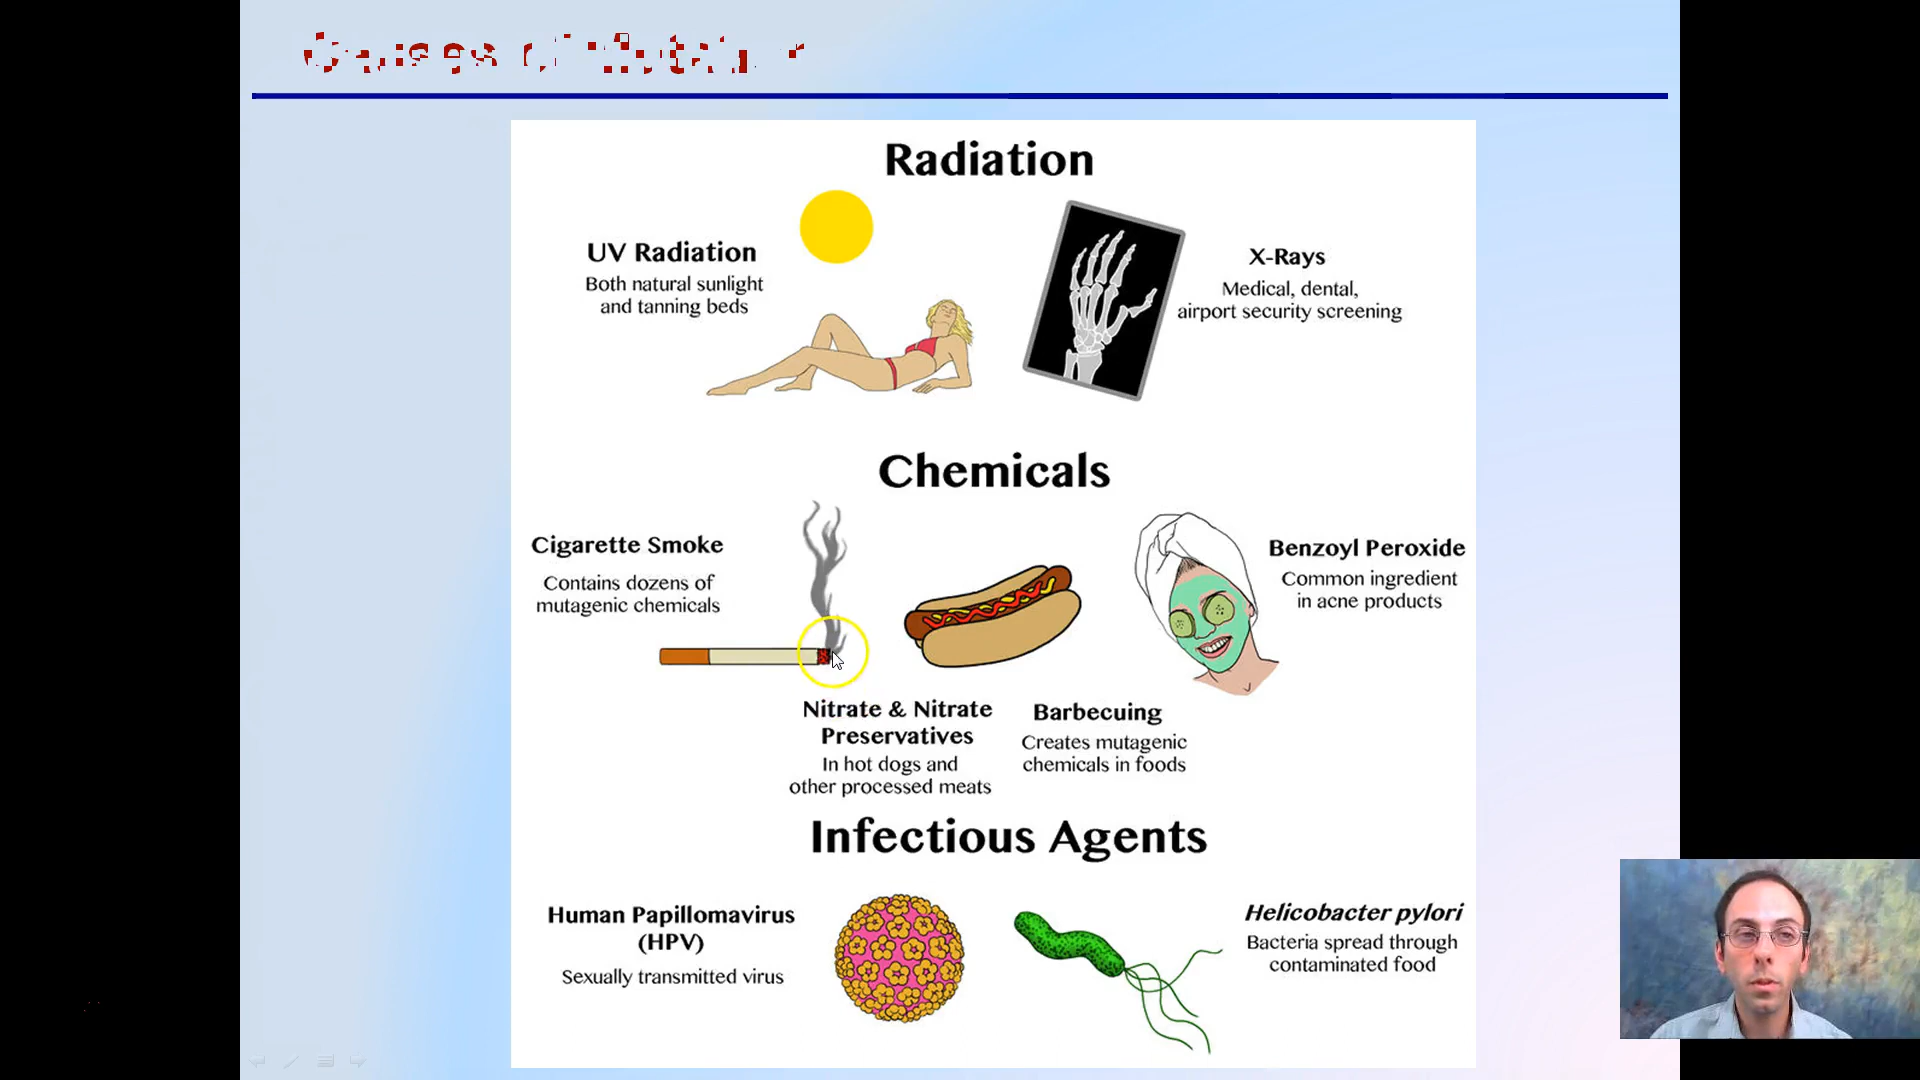 Causes of
Radiation
UV Radiation
Both natural sunlight
and tanning beds
X-Rays
Medical, dental,
airport security screening
Chemicals
Cigarette Smoke
Contains dozens of
mutagenic chemicals
Benzoyl Peroxide
Common ingredient
in acne products
Nitrate & Nitrate
Preservatives
In hot dogs and
other processed meats
Barbecuing
Creates mutagenic
chemicals in foods
Infectious Agents
Human Papillomavirus
(HPV)
Sexually transmitted virus
Helicobacter pylori
Bacteria spread through
contaminated food